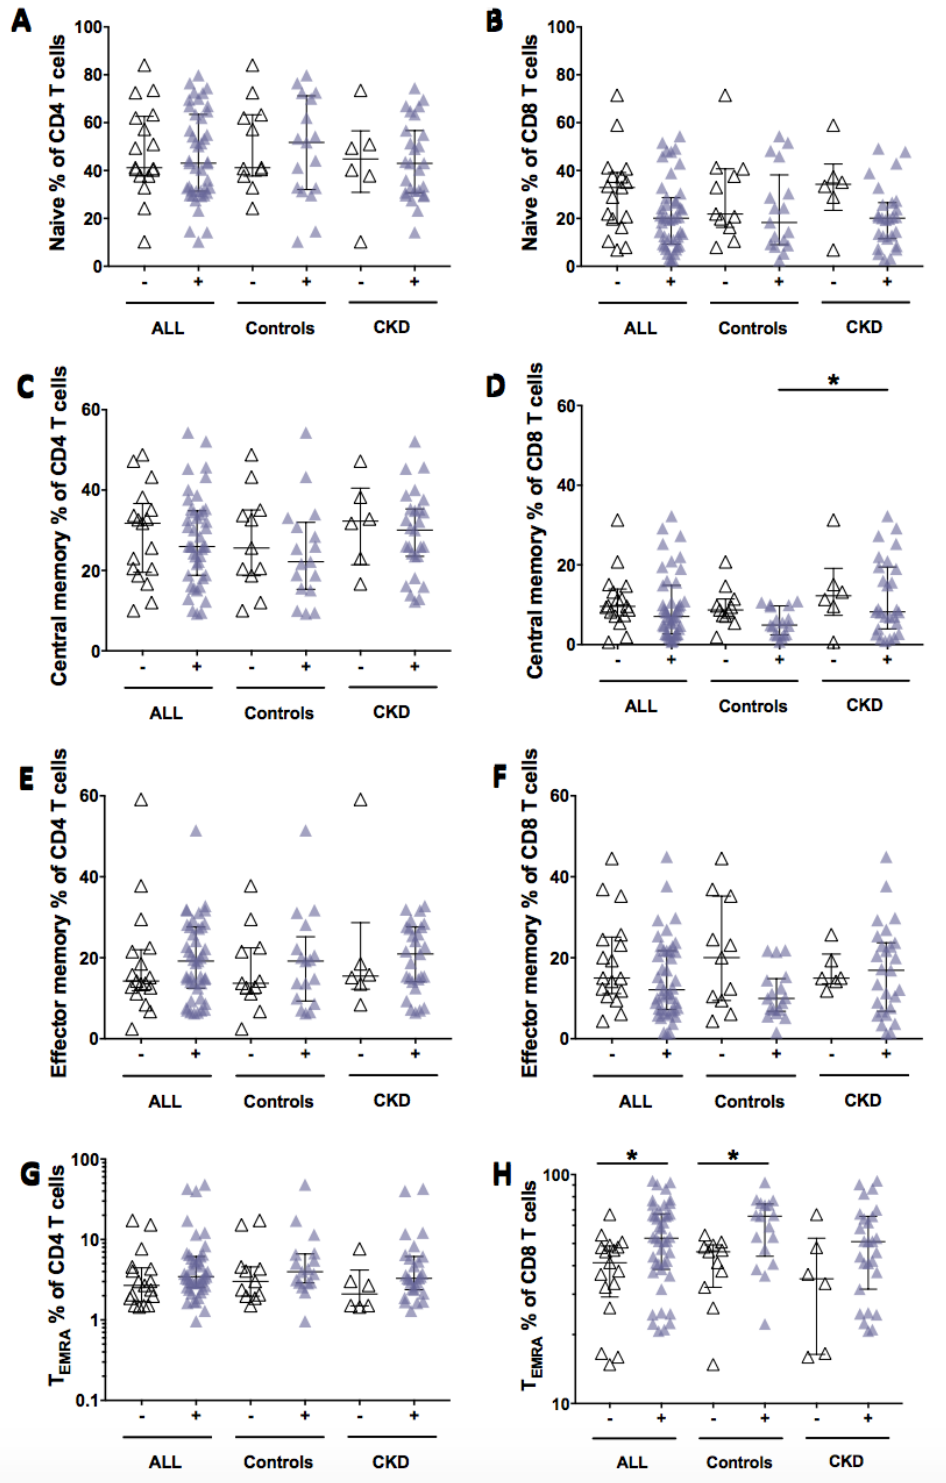 A
Naive % of CD4 T cells
100
80
60
40
20
0
- + - + - +
ALL Controls CKD
B
Naive % of CD8 T cells
100
80
60
40
20
0
- + - + - +
ALL Controls CKD
C
Central memory % of CD4 T cells
60
40
20
0
- + - + - +
ALL Controls CKD
D
Central memory % of CD8 T cells
*
60
40
20
0
- + - + - +
ALL Controls CKD
E
Effector memory % of CD4 T cells
60
40
20
0
- + - + - +
ALL Controls CKD
F
Effector memory % of CD8 T cells
60
40
20
0
- + - + - +
ALL Controls CKD
G
TEMRA % of CD4 T cells
100
10
1
0.1
- + - + - +
ALL Controls CKD
H
TEMRA % of CD8 T cells
* *
100
10
- + - + - +
ALL Controls CKD